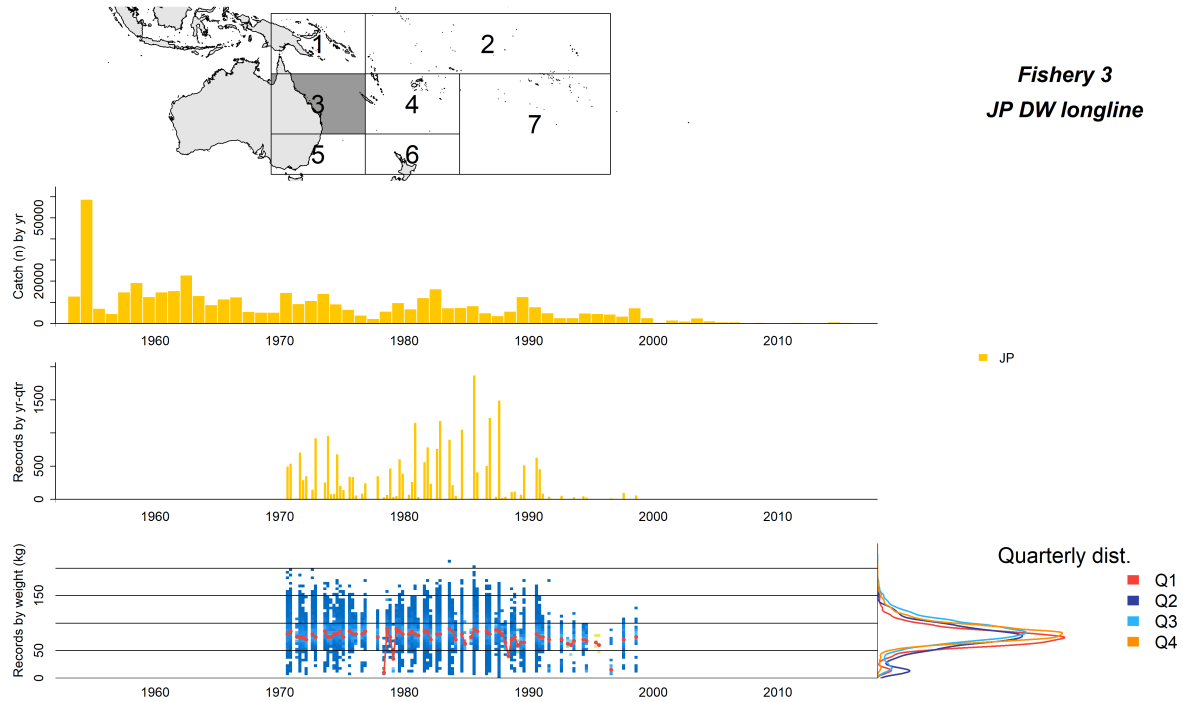 1
2
3
4
5
6
7
Fishery 3
JP DW longline
Catch (n) by yr
0
20000
50000
1960 1970 1980 1990 2000 2010
JP
Records by yr-qtr
0
500
1500
1960 1970 1980 1990 2000 2010
Records by weight (kg)
0
50
150
1960 1970 1980 1990 2000 2010
Quarterly dist.
Q1
Q2
Q3
Q4